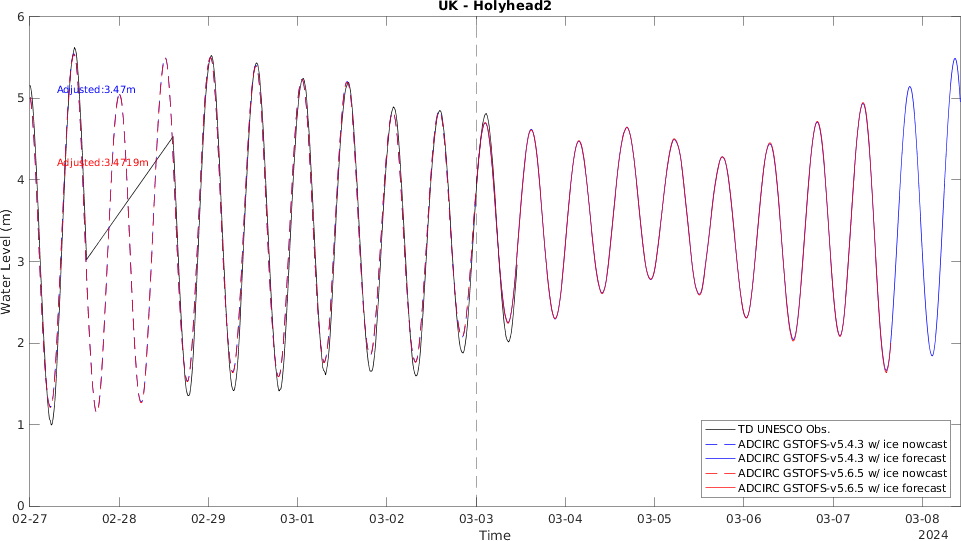 UK - Holyhead2
6
5
4
3
2
1
0
Water Level (m)
Adjusted:3.47m
Adjusted:3.4719m
TD UNESCO Obs.
ADCIRC GSTOFS-v5.4.3 w/ ice nowcast
ADCIRC GSTOFS-v5.4.3 w/ ice forecast
ADCIRC GSTOFS-v5.6.5 w/ ice nowcast
ADCIRC GSTOFS-v5.6.5 w/ ice forecast
02-27 02-28 02-29 03-01 03-02 03-03 03-04 03-05 03-06 03-07 03-08
Time
2024